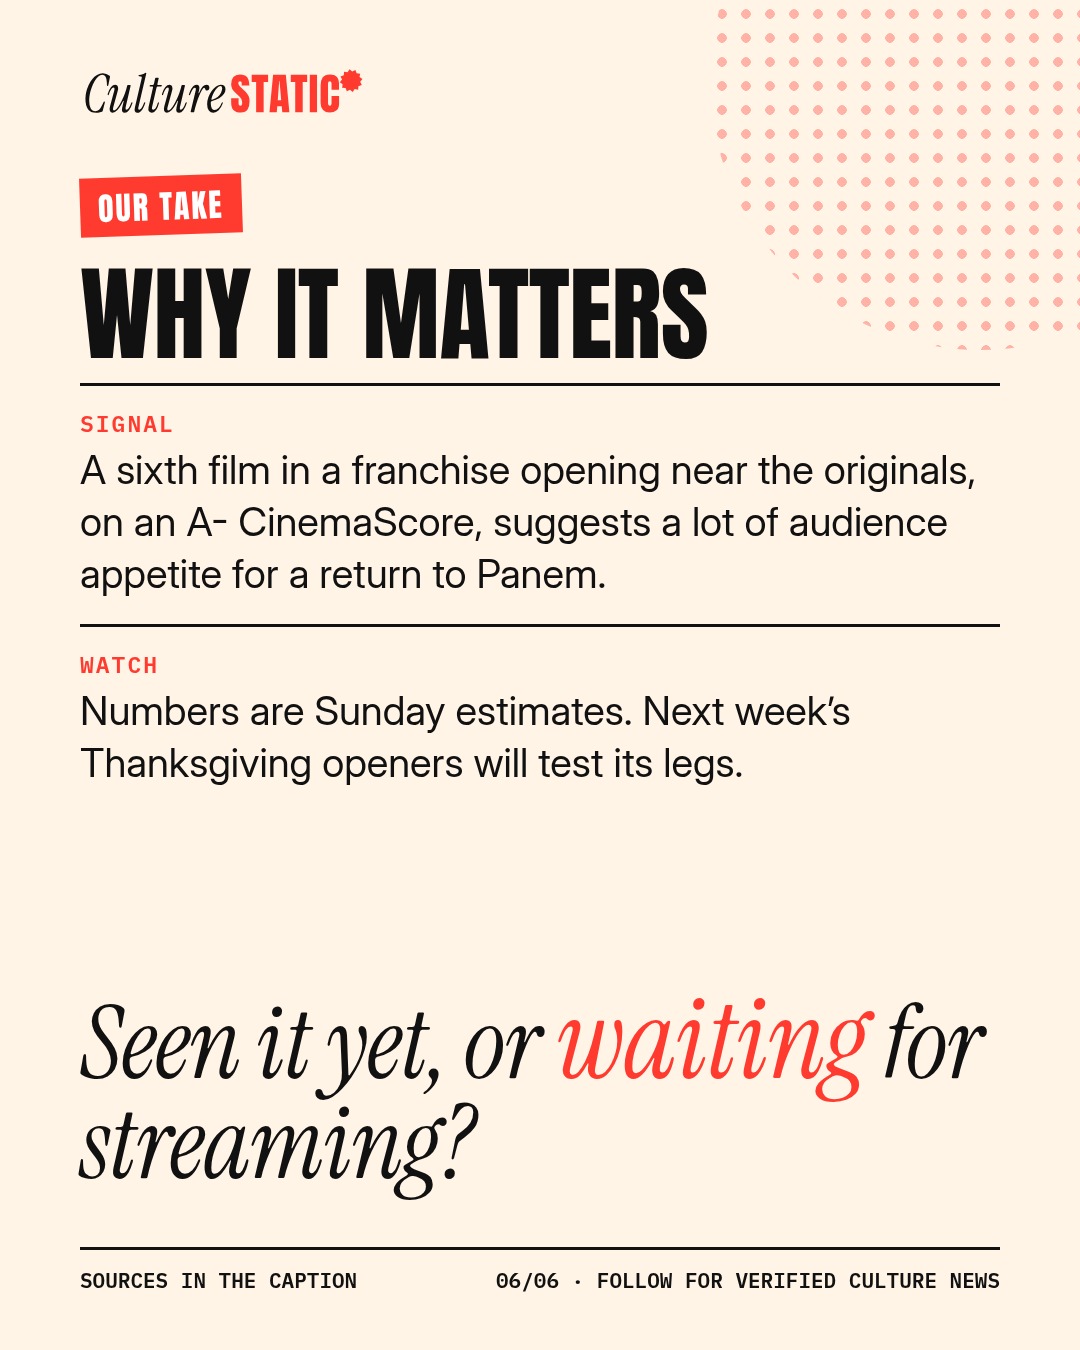 Culture STATIC
OUR TAKE
WHY IT MATTERS
SIGNAL
A sixth film in a franchise opening near the originals,
on an A- CinemaScore, suggests a lot of audience
appetite for a return to Panem.
WATCH
Numbers are Sunday estimates. Next week’s
Thanksgiving openers will test its legs.
Seen it yet, or waiting for
streaming?
SOURCES IN THE CAPTION
06/06 · FOLLOW FOR VERIFIED CULTURE NEWS